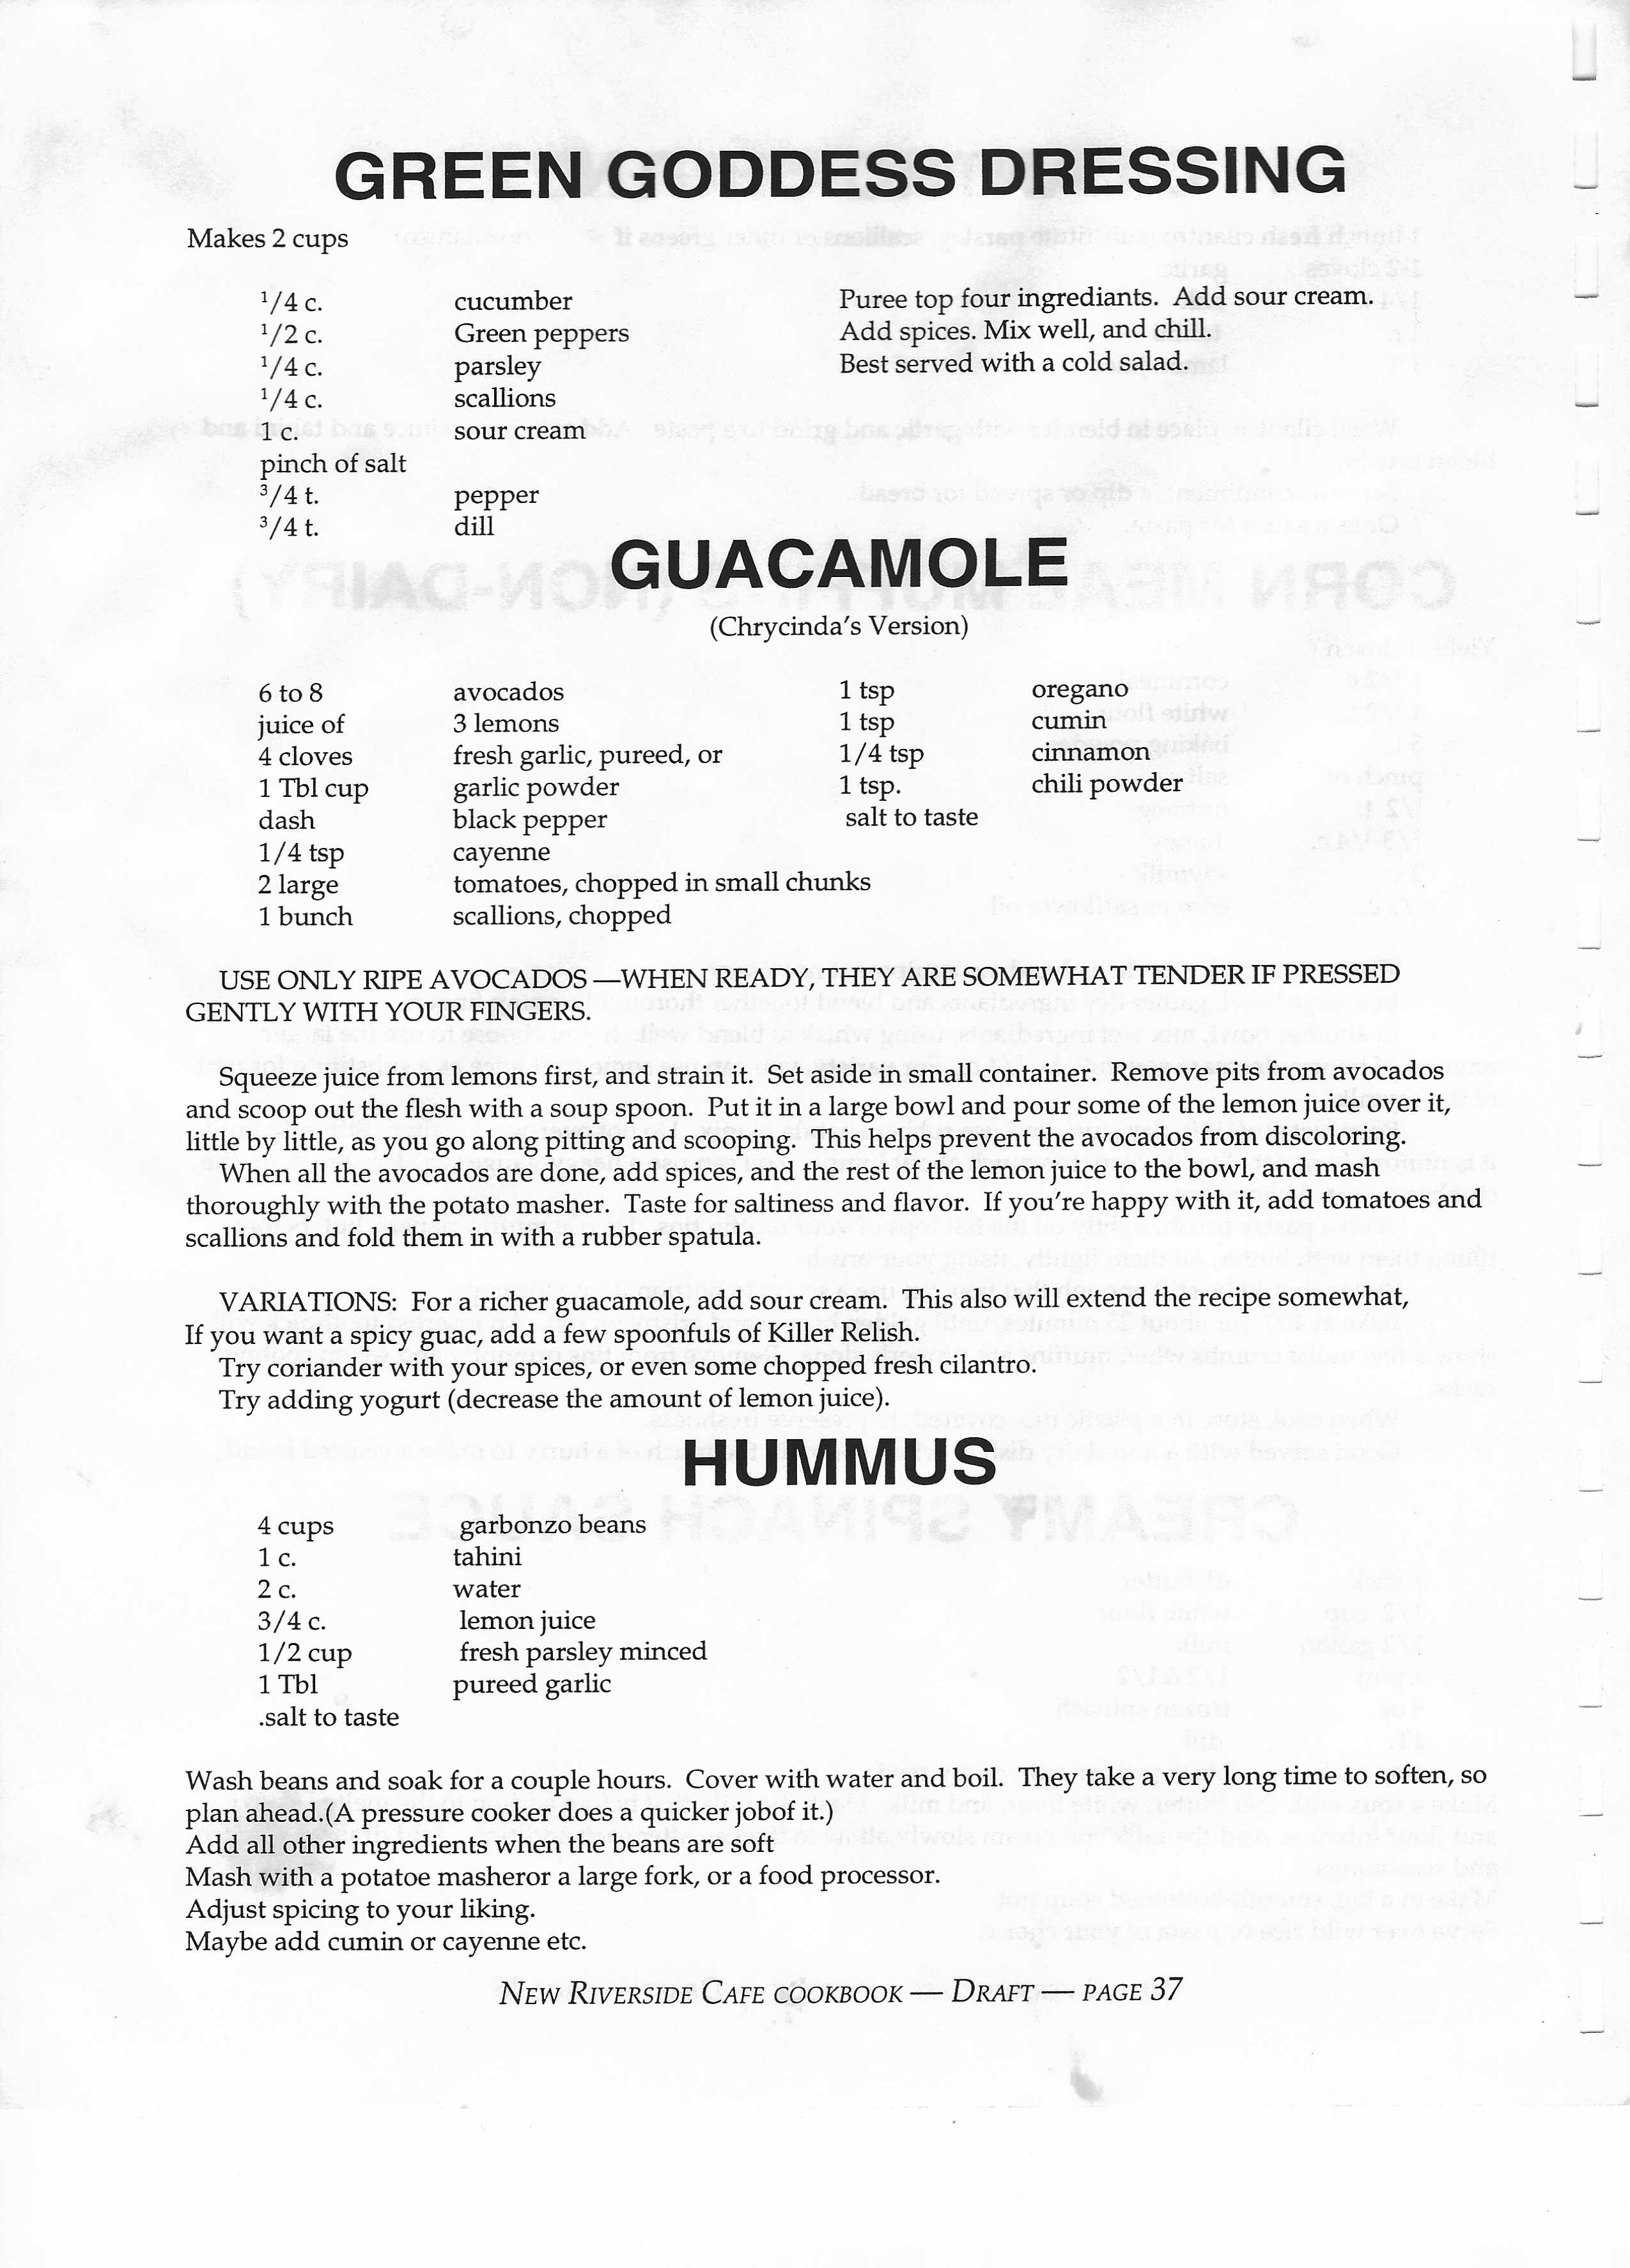 GREEN GODDESS DRESSING
Makes 2 cups
1/4 c. cucumber
1/2 c. Green peppers
1/4 c. parsley
1/4 c. scallions
1 c. sour cream
pinch of salt
3/4 t. pepper
3/4 t. dill
Puree top four ingrediants. Add sour cream.
Add spices. Mix well, and chill.
Best served with a cold salad.
GUACAMOLE
(Chrycinda's Version)
6 to 8 avocados
juice of 3 lemons
4 cloves fresh garlic, pureed, or
1 Tbl cup garlic powder
dash black pepper
1/4 tsp cayenne
2 large tomatoes, chopped in small chunks
1 bunch scallions, chopped
1 tsp oregano
1 tsp cumin
1/4 tsp cinnamon
1 tsp. chili powder
salt to taste
USE ONLY RIPE AVOCADOS —WHEN READY, THEY ARE SOMEWHAT TENDER IF PRESSED
GENTLY WITH YOUR FINGERS.
Squeeze juice from lemons first, and strain it. Set aside in small container. Remove pits from avocados
and scoop out the flesh with a soup spoon. Put it in a large bowl and pour some of the lemon juice over it,
little by little, as you go along pitting and scooping. This helps prevent the avocados from discoloring.
When all the avocados are done, add spices, and the rest of the lemon juice to the bowl, and mash
thoroughly with the potato masher. Taste for saltiness and flavor. If you're happy with it, add tomatoes and
scallions and fold them in with a rubber spatula.
VARIATIONS: For a richer guacamole, add sour cream. This also will extend the recipe somewhat,
If you want a spicy guac, add a few spoonfuls of Killer Relish.
Try coriander with your spices, or even some chopped fresh cilantro.
Try adding yogurt (decrease the amount of lemon juice).
HUMMUS
4 cups garbonzo beans
1 c. tahini
2 c. water
3/4 c. lemon juice
1/2 cup fresh parsley minced
1 Tbl pureed garlic
.salt to taste
Wash beans and soak for a couple hours. Cover with water and boil. They take a very long time to soften, so
plan ahead.(A pressure cooker does a quicker jobof it.)
Add all other ingredients when the beans are soft
Mash with a potatoe masheror a large fork, or a food processor.
Adjust spicing to your liking.
Maybe add cumin or cayenne etc.
NEW RIVERSIDE CAFE COOKBOOK — DRAFT — PAGE 37